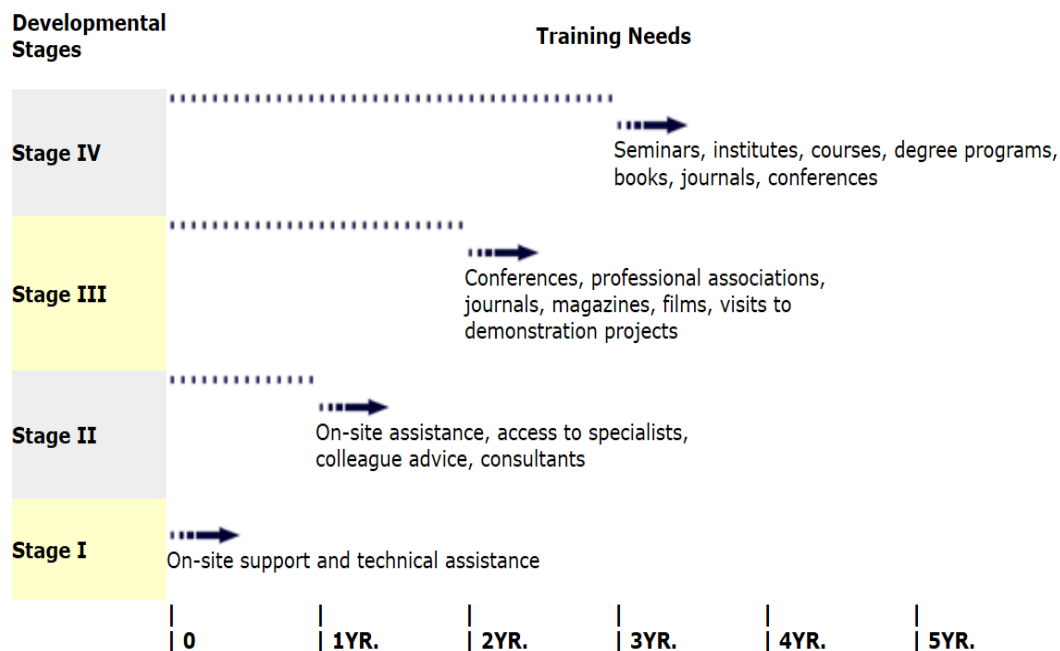 Developmental
Stages
Training Needs
Stage IV
Seminars, institutes, courses, degree programs,
books, journals, conferences
Stage III
Conferences, professional associations,
journals, magazines, films, visits to
demonstration projects
Stage II
On-site assistance, access to specialists,
colleague advice, consultants
Stage I
On-site support and technical assistance
0 1YR. 2YR. 3YR. 4YR. 5YR.